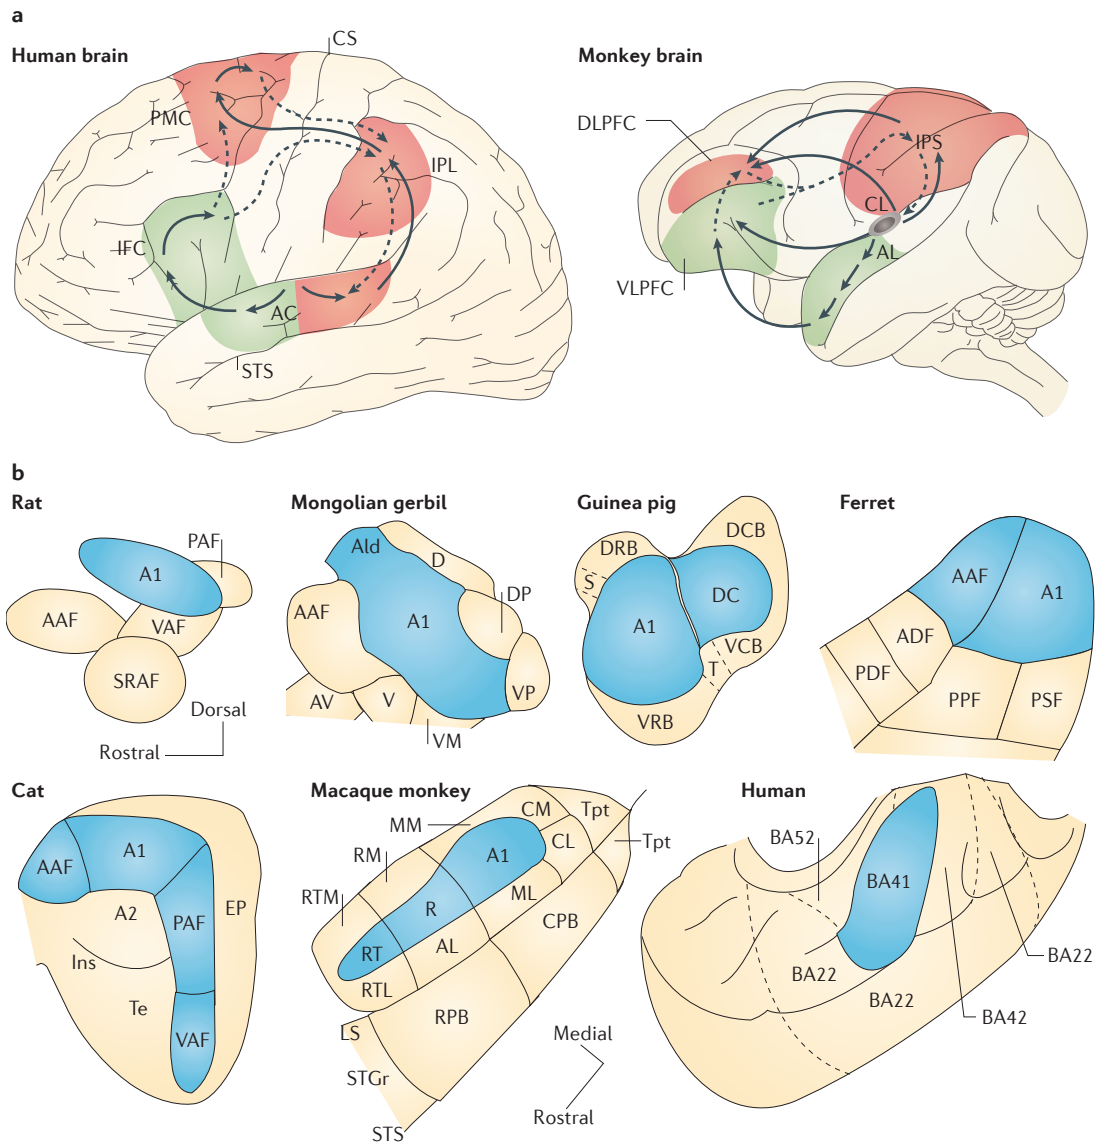 a
Human brain
CS
PMC
IPL
IFC
AC
STS
Monkey brain
DLPFC
IPS
CL
AL
VLPFC
b
Rat
PAF
A1
AAF
VAF
SRAF
Dorsal
Rostral
Mongolian gerbil
Ald
D
DP
AAF
A1
VP
AV
V
VM
Guinea pig
DCB
DRB
S
DC
A1
VCB
T
VRB
Ferret
AAF
A1
ADF
PDF
PPF
PSF
Cat
A1
AAF
A2
PAF
EP
Ins
Te
VAF
Macaque monkey
CM
Tpt
MM
Tpt
CL
A1
RM
ML
RTM
R
CPB
AL
RT
RTL
RPB
LS
STGr
STS
Medial
Rostral
Human
BA52
BA41
BA22
BA22
BA22
BA42